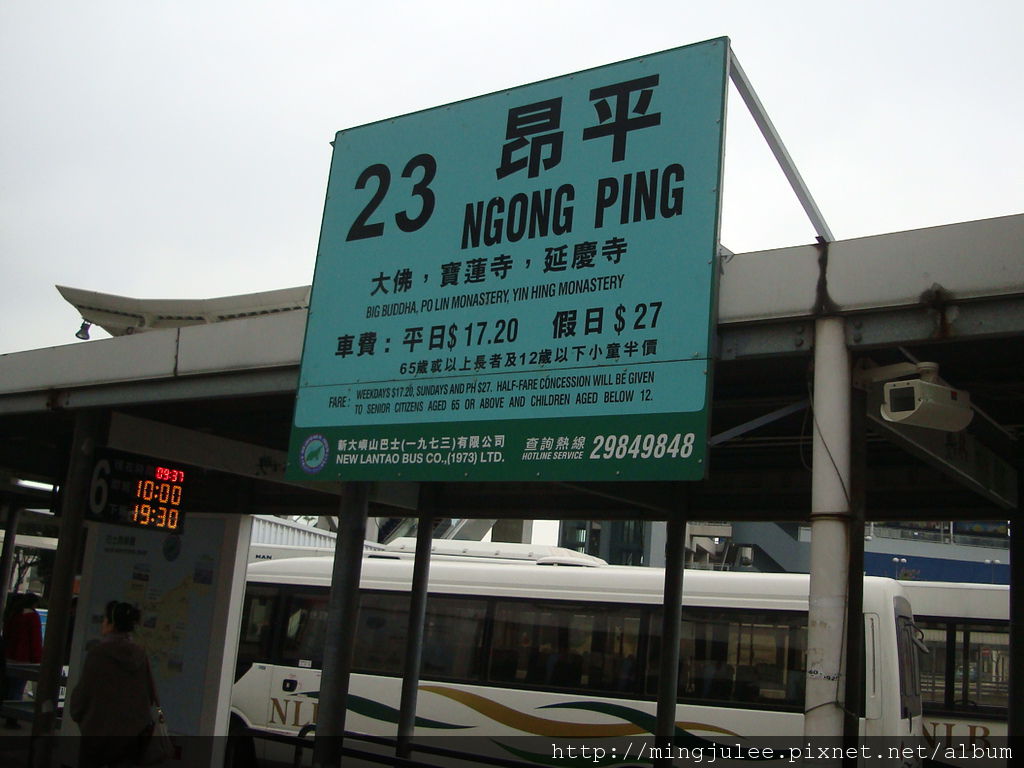 23
昂平
NGONG PING
大佛，寶蓮寺，延慶寺
BIG BUDDHA, PO LIN MONASTERY, YIN HING MONASTERY
車費：平日$17.20 假日$27
65歲或以上長者及12歲以下小童半價
FARE: WEEKDAYS $17.20, SUNDAYS AND PH $27. HALF-FARE CONCESSION WILL BE GIVEN
TO SENIOR CITIZENS AGED 65 OR ABOVE AND CHILDREN AGED BELOW 12.
新大嶼山巴士(一九七三)有限公司
NEW LANTAO BUS CO.,(1973) LTD.
查詢熱線
HOTLINE SERVICE
29849848
6
09:37
10:00
19:30
MAN
NLB
http://mingjulee.pixnet.net/album